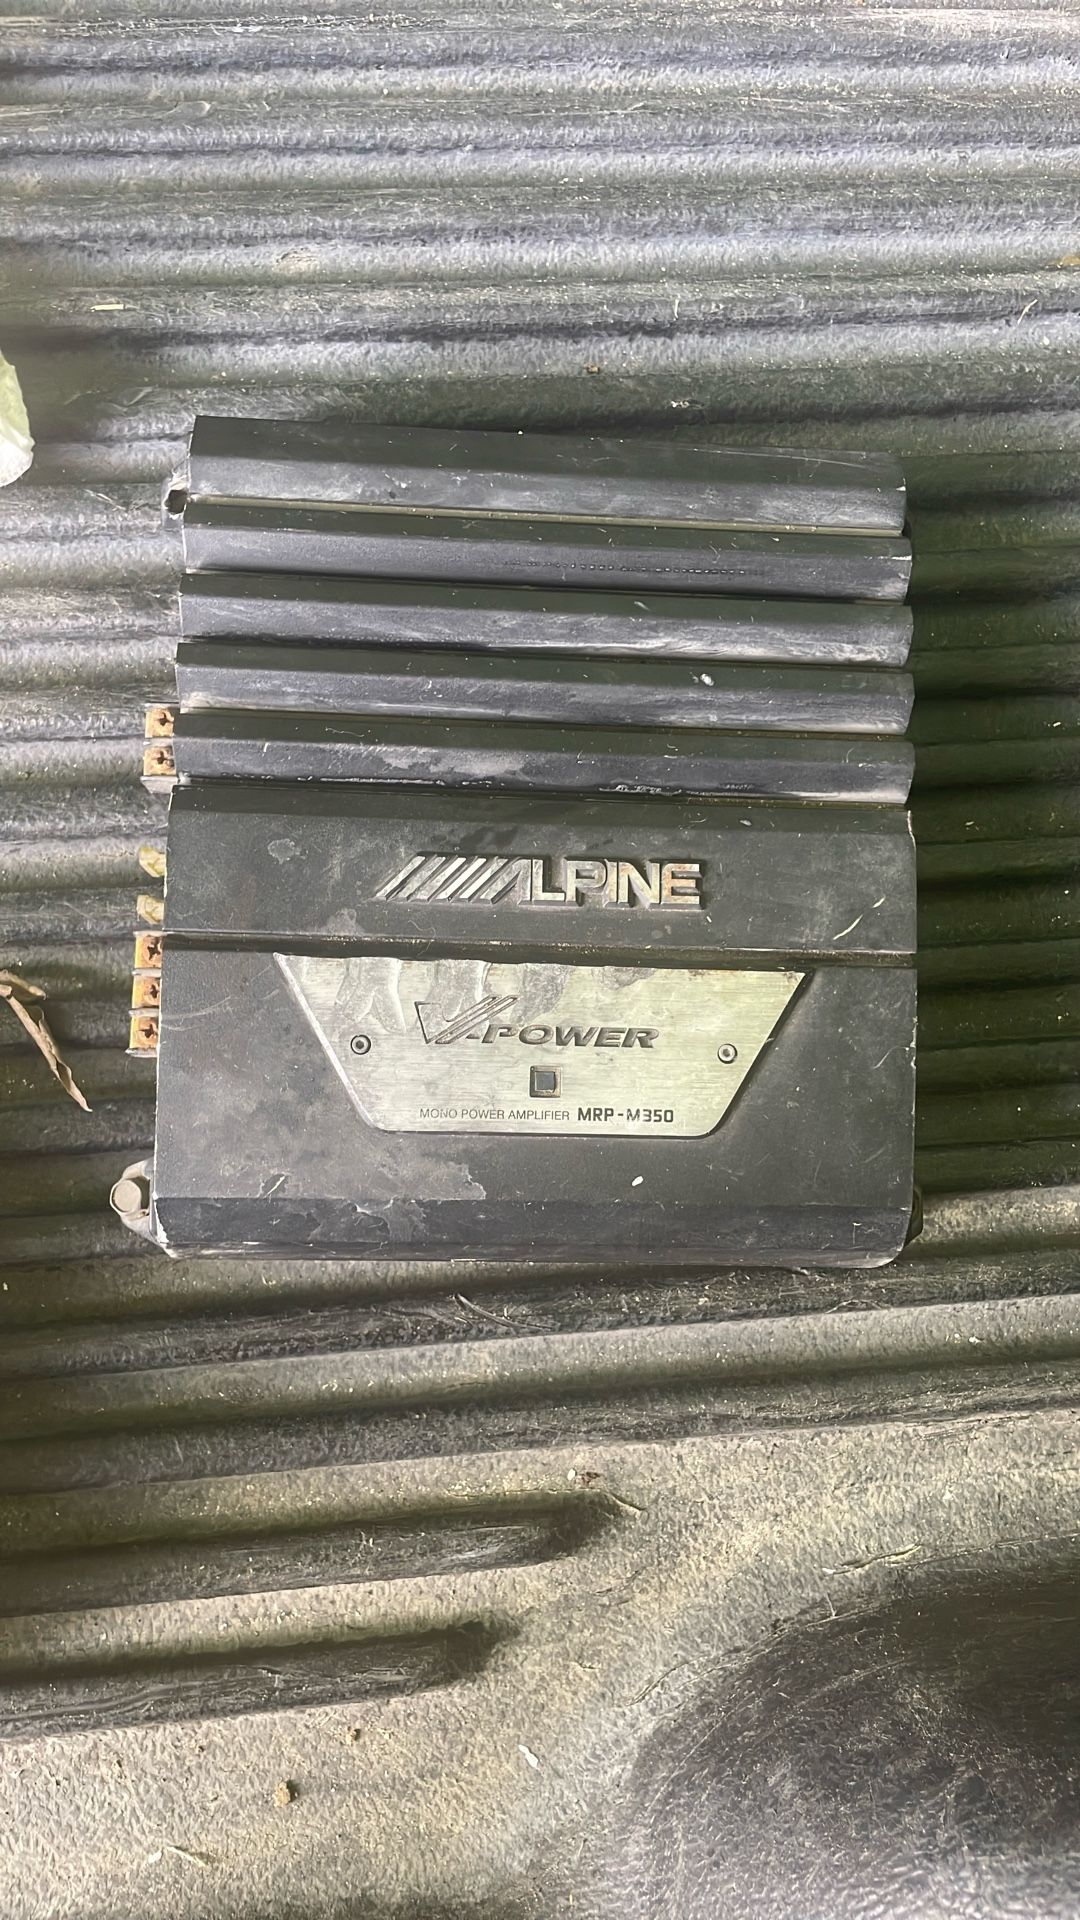 ALPINE
V-POWER
MONO POWER AMPLIFIER MRP-M350